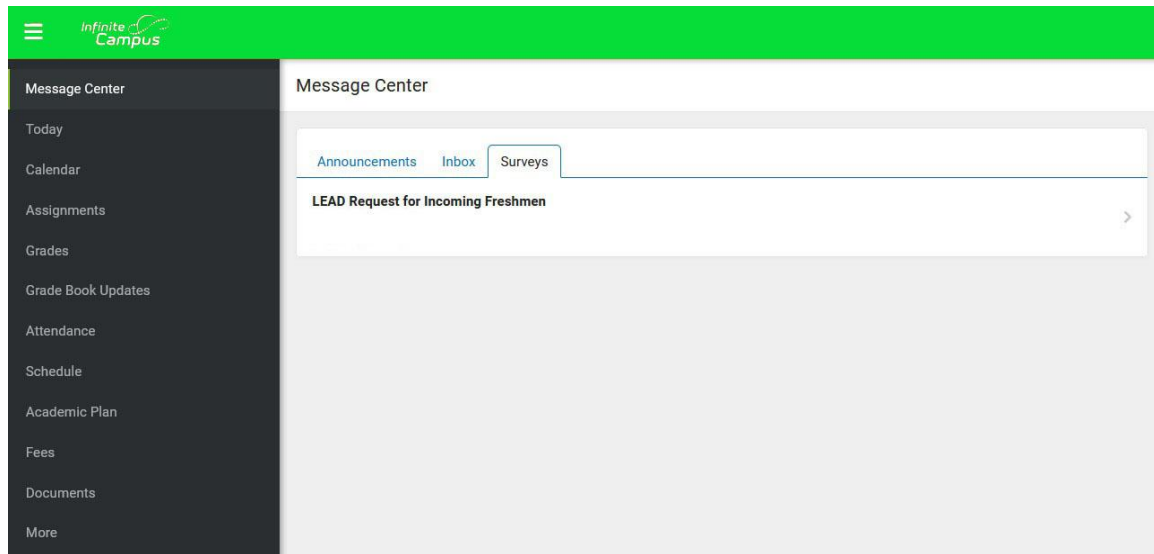 Infinite
Campus
Message Center
Today
Calendar
Assignments
Grades
Grade Book Updates
Attendance
Schedule
Academic Plan
Fees
Documents
More
Message Center
Announcements Inbox Surveys
LEAD Request for Incoming Freshmen